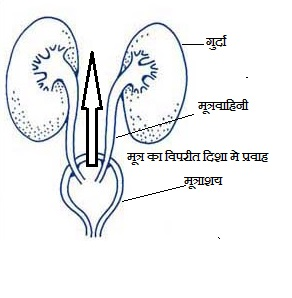 गुर्दा
मूत्रवाहिनी
मूत्र का विपरीत दिशा मे प्रवाह
मूत्राशय